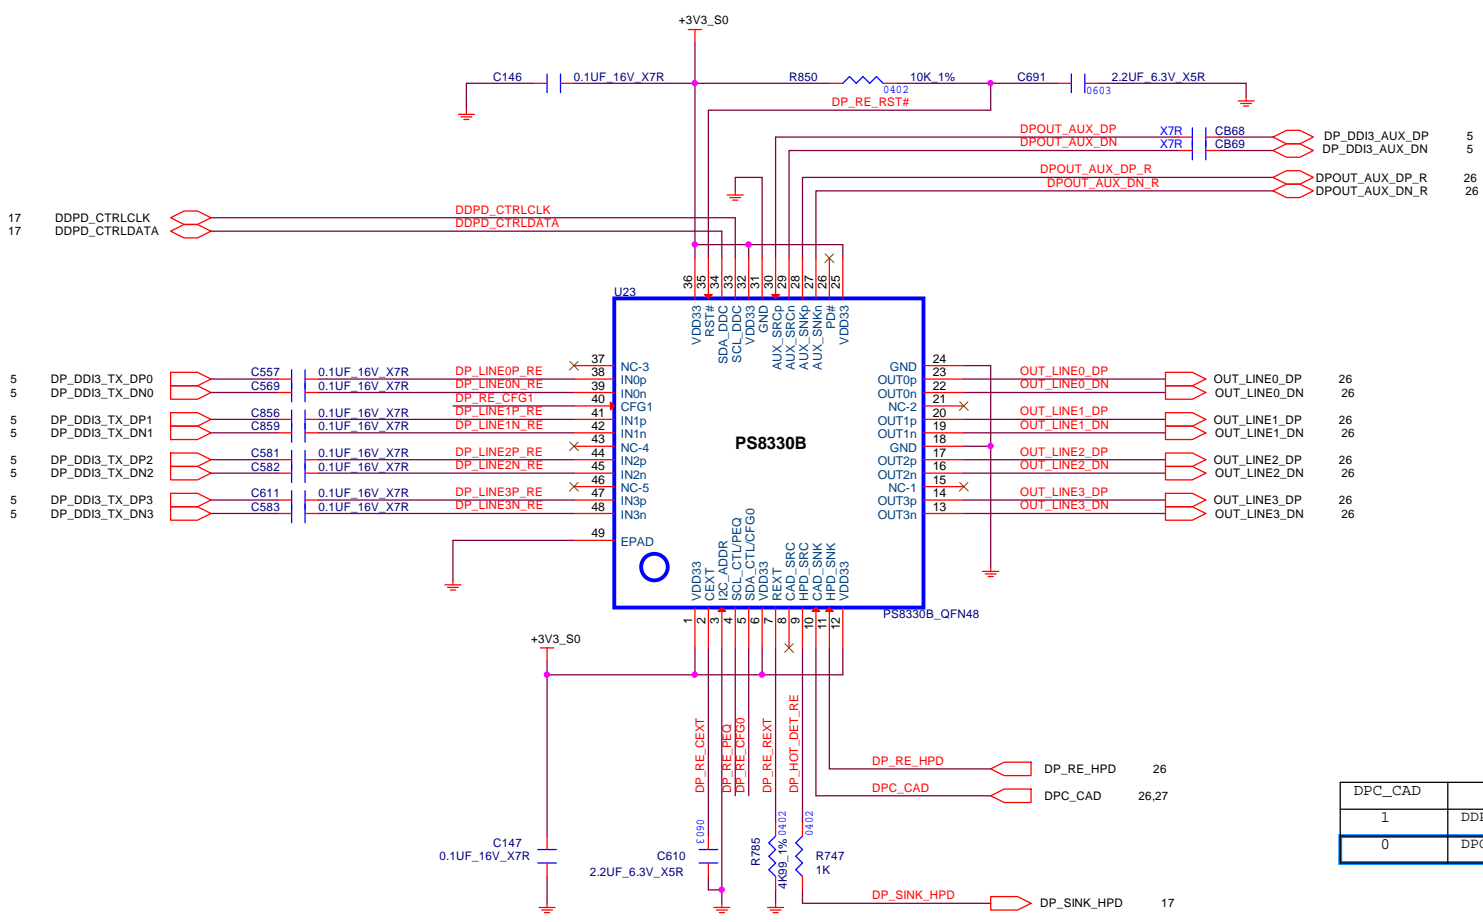 +3V3_S0
C146 0.1UF_16V_X7R R850 10K_1% C691 2.2UF_6.3V_X5R
0402 0603
DP_RE_RST#
DPOUT_AUX_DP X7R CB68 DP_DDI3_AUX_DP 5
DPOUT_AUX_DN X7R CB69 DP_DDI3_AUX_DN 5
DPOUT_AUX_DP_R DPOUT_AUX_DP_R 26
DPOUT_AUX_DN_R DPOUT_AUX_DN_R 26
17 DDPD_CTRLCLK DDPD_CTRLCLK
17 DDPD_CTRLDATA DDPD_CTRLDATA
36 35 34 33 32 31 30 29 28 27 26 25
U23
VDD33 RST# SDA_DDC SCL_DDC VDD33 GND AUX_SRCp AUX_SRCn AUX_SNKp AUX_SNKn PD# VDD33
37 NC-3 GND 24
5 DP_DDI3_TX_DP0 C557 0.1UF_16V_X7R DP_LINE0P_RE 38 IN0p OUT0p 23 OUT_LINE0_DP OUT_LINE0_DP 26
5 DP_DDI3_TX_DN0 C569 0.1UF_16V_X7R DP_LINE0N_RE 39 IN0n OUT0n 22 OUT_LINE0_DN OUT_LINE0_DN 26
DP_RE_CFG1 40 CFG1 NC-2 21
5 DP_DDI3_TX_DP1 C856 0.1UF_16V_X7R DP_LINE1P_RE 41 IN1p OUT1p 20 OUT_LINE1_DP OUT_LINE1_DP 26
5 DP_DDI3_TX_DN1 C859 0.1UF_16V_X7R DP_LINE1N_RE 42 IN1n OUT1n 19 OUT_LINE1_DN OUT_LINE1_DN 26
43 NC-4 PS8330B GND 18
5 DP_DDI3_TX_DP2 C581 0.1UF_16V_X7R DP_LINE2P_RE 44 IN2p OUT2p 17 OUT_LINE2_DP OUT_LINE2_DP 26
5 DP_DDI3_TX_DN2 C582 0.1UF_16V_X7R DP_LINE2N_RE 45 IN2n OUT2n 16 OUT_LINE2_DN OUT_LINE2_DN 26
46 NC-5 NC-1 15
5 DP_DDI3_TX_DP3 C611 0.1UF_16V_X7R DP_LINE3P_RE 47 IN3p OUT3p 14 OUT_LINE3_DP OUT_LINE3_DP 26
5 DP_DDI3_TX_DN3 C583 0.1UF_16V_X7R DP_LINE3N_RE 48 IN3n OUT3n 13 OUT_LINE3_DN OUT_LINE3_DN 26
49 EPAD
VDD33 CEXT I2C_ADDR SCL_CTL/PEQ SDA_CTL/CFG0 VDD33 REXT CAD_SRC HPD_SRC CAD_SNK HPD_SNK VDD33
PS8330B_QFN48
1 2 3 4 5 6 7 8 9 10 11 12
+3V3_S0
DP_RE_CEXT DP_RE_PEQ DP_RE_CFG0 DP_RE_REXT DP_HOT_DET_RE
DP_RE_HPD DP_RE_HPD 26
DPC_CAD DPC_CAD 26,27
DPC_CAD
1 DDP
0 DPC
C147
0.1UF_16V_X7R
0603
C610
2.2UF_6.3V_X5R
R785 4K99_1% 0402
0402
R747
1K
DP_SINK_HPD DP_SINK_HPD 17